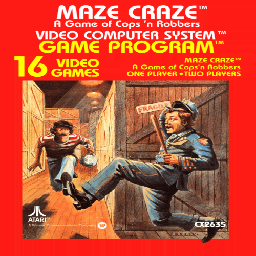 MAZE CRAZE™
A Game of Cops 'n Robbers
VIDEO COMPUTER SYSTEM™
GAME PROGRAM™
16 VIDEO GAMES
MAZE CRAZE™
A Game of Cops 'n Robbers
ONE PLAYER • TWO PLAYERS
FRAGILE
ATARI
CX2635